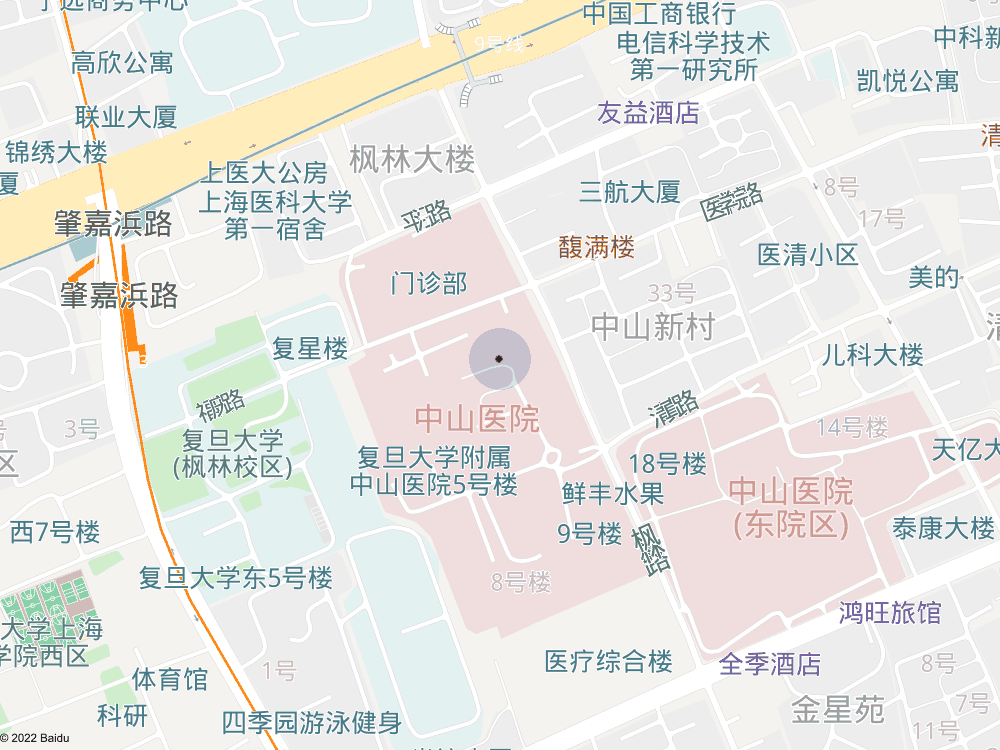 宁远商务中心
中国工商银行
9号线
电信科学技术
第一研究所
中科新
高欣公寓
凯悦公寓
联业大厦
友益酒店
清
锦绣大楼
厦
枫林大楼
上医大公房
上海医科大学
第一宿舍
三航大厦
医学院路
8号
17号
平江路
肇嘉浜路
馥满楼
医清小区
门诊部
美的
肇嘉浜路
33号
中山新村
清
复星楼
儿科大楼
清真路
中山医院
14号楼
3号
号
区
复旦大学
(枫林校区)
复旦大学附属
中山医院5号楼
18号楼
天亿大
鲜丰水果
中山医院
(东院区)
西7号楼
9号楼
泰康大楼
复旦大学东5号楼
8号楼
鸿旺旅馆
大学上海
学院西区
1号
体育馆
医疗综合楼
全季酒店
8号
7号
科研
四季园游泳健身
金星苑
11号
© 2022 Baidu